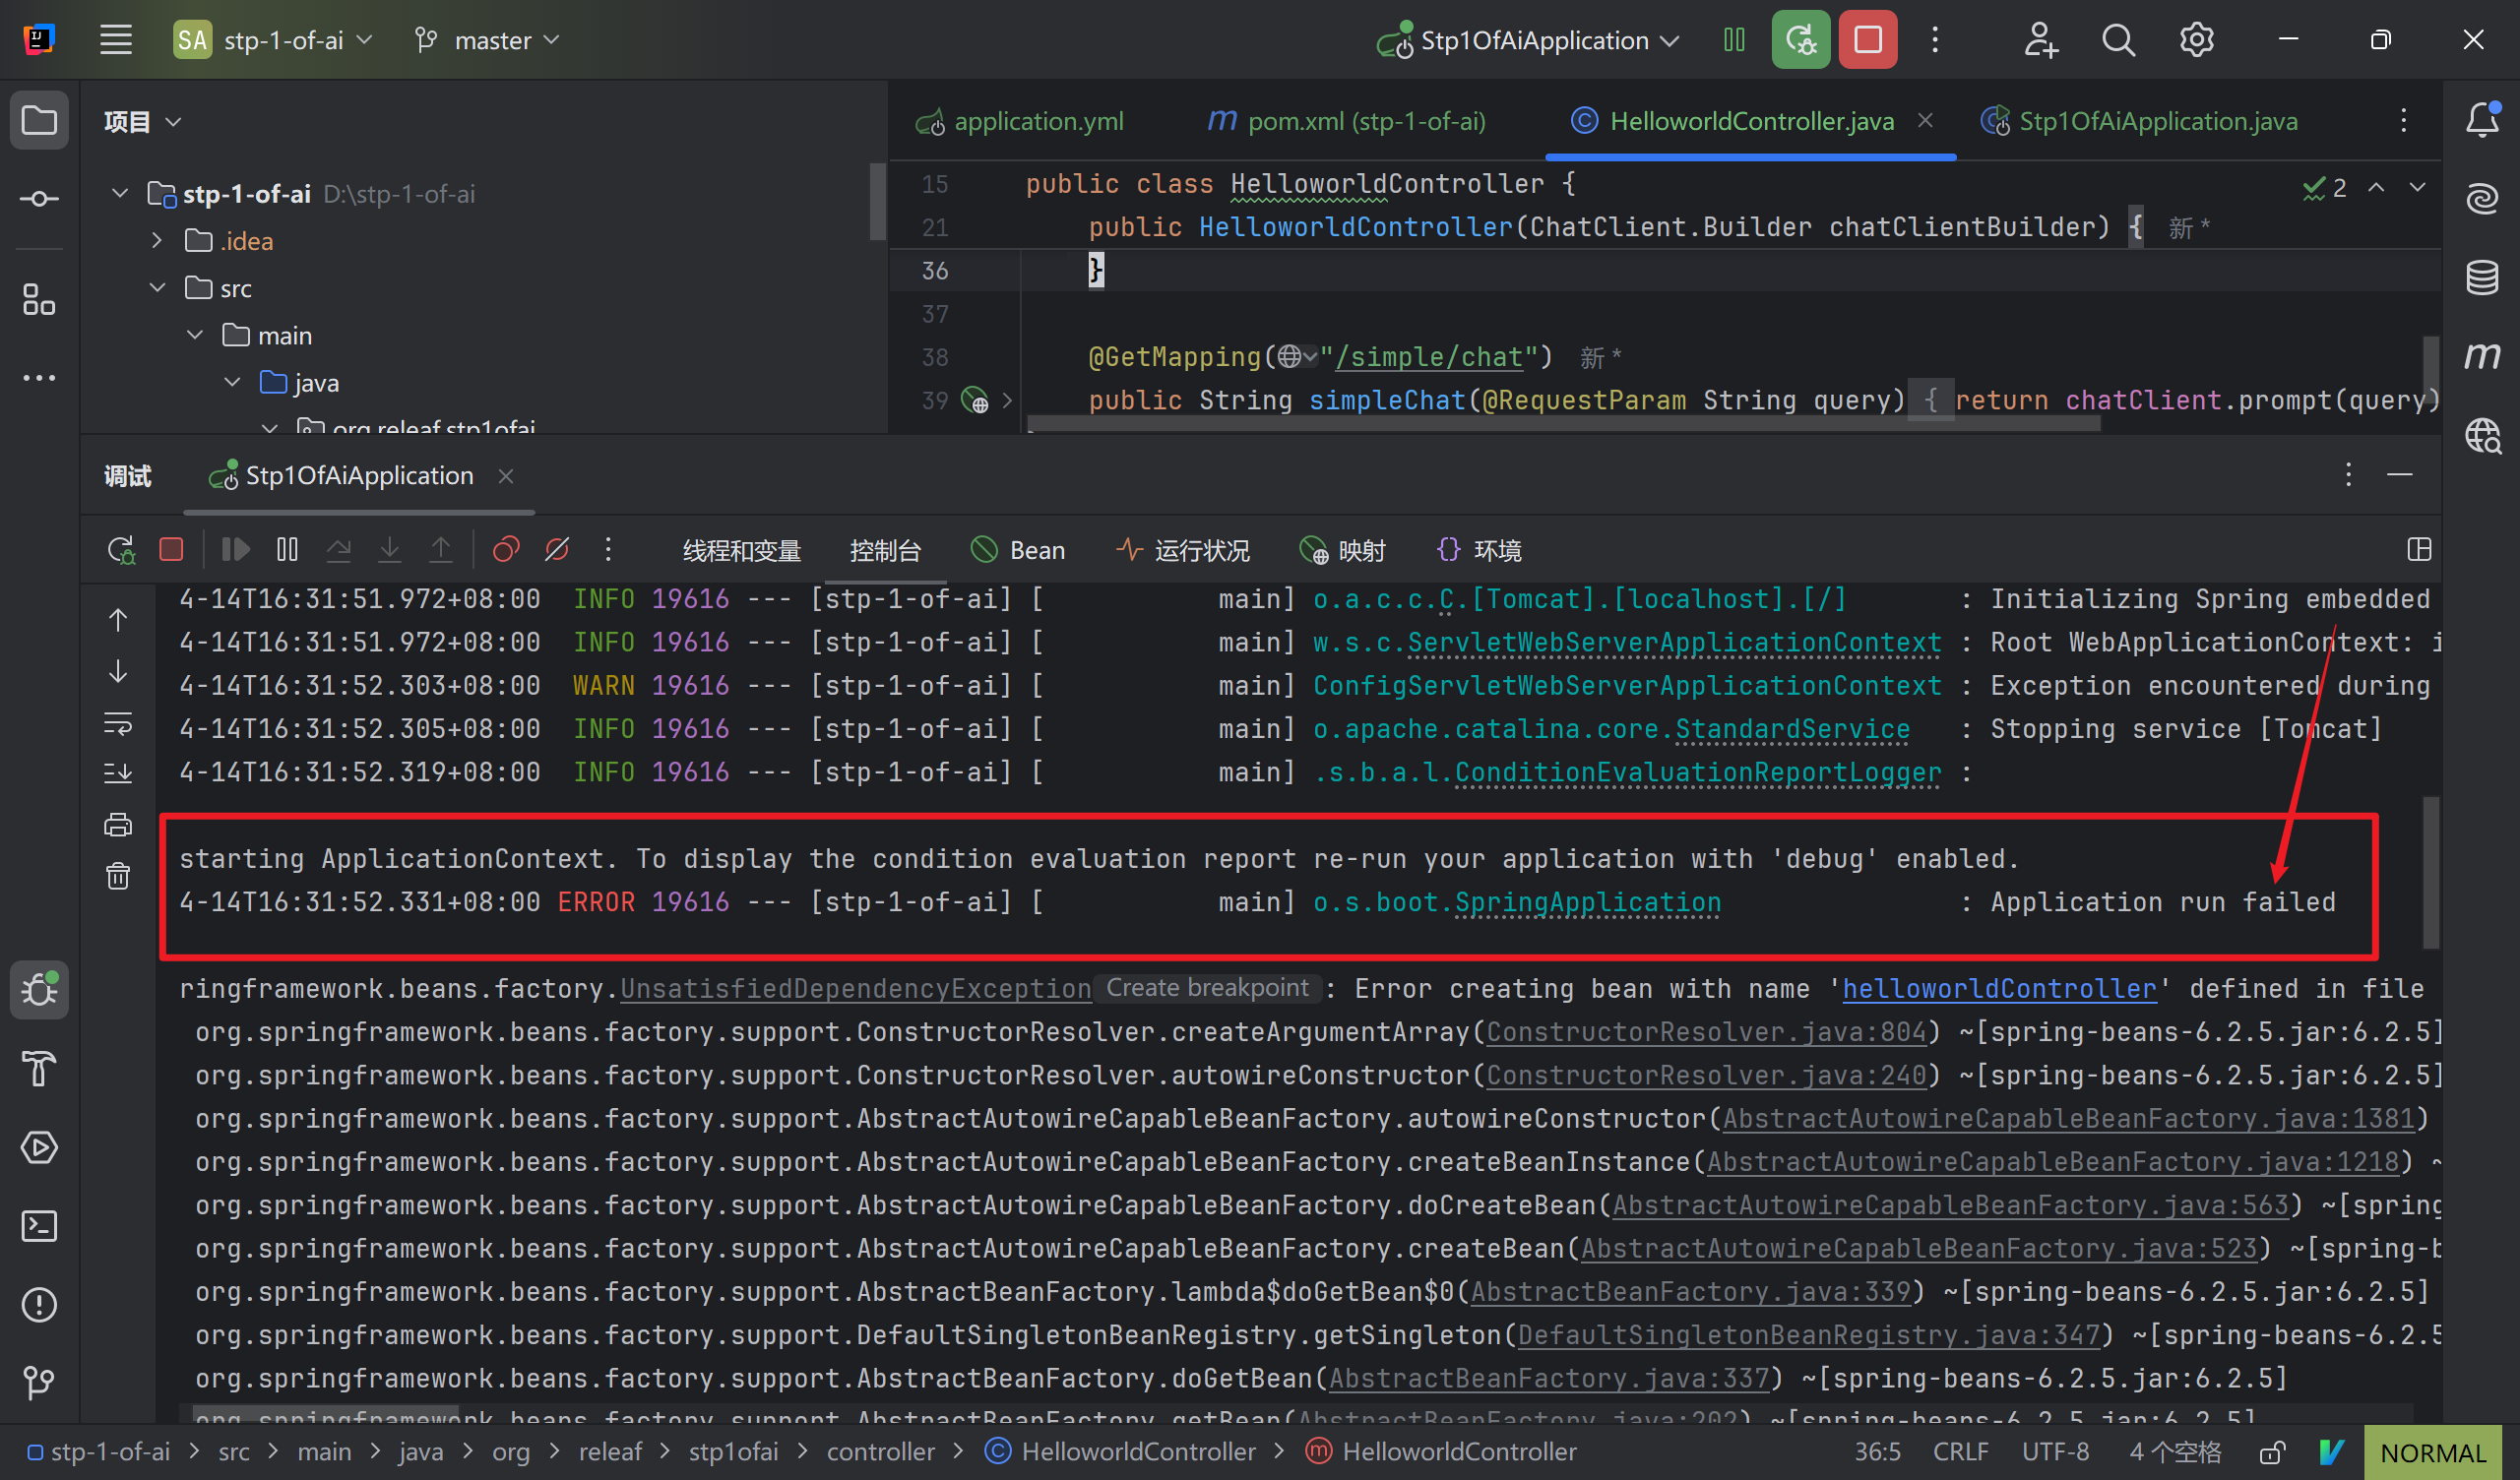 SA stp-1-of-ai master Stp1OfAiApplication
项目
application.yml pom.xml (stp-1-of-ai) HelloworldController.java Stp1OfAiApplication.java
stp-1-of-ai D:\stp-1-of-ai
.idea
src
main
java
org.releaf.stp1ofai
15 public class HelloworldController {
2
21 public HelloworldController(ChatClient.Builder chatClientBuilder) { 新 *
36 }
37
38 @GetMapping("/simple/chat") 新 *
39 public String simpleChat(@RequestParam String query) { return chatClient.prompt(query)
调试 Stp1OfAiApplication
线程和变量 控制台 Bean 运行状况 映射 环境
4-14T16:31:51.972+08:00 INFO 19616 --- [stp-1-of-ai] [ main] o.a.c.c.C.[Tomcat].[localhost].[/] : Initializing Spring embedded
4-14T16:31:51.972+08:00 INFO 19616 --- [stp-1-of-ai] [ main] w.s.c.ServletWebServerApplicationContext : Root WebApplicationContext: i
4-14T16:31:52.303+08:00 WARN 19616 --- [stp-1-of-ai] [ main] ConfigServletWebServerApplicationContext : Exception encountered during
4-14T16:31:52.305+08:00 INFO 19616 --- [stp-1-of-ai] [ main] o.apache.catalina.core.StandardService : Stopping service [Tomcat]
4-14T16:31:52.319+08:00 INFO 19616 --- [stp-1-of-ai] [ main] .s.b.a.l.ConditionEvaluationReportLogger :
starting ApplicationContext. To display the condition evaluation report re-run your application with 'debug' enabled.
4-14T16:31:52.331+08:00 ERROR 19616 --- [stp-1-of-ai] [ main] o.s.boot.SpringApplication : Application run failed
ringframework.beans.factory.UnsatisfiedDependencyException Create breakpoint : Error creating bean with name 'helloworldController' defined in file
org.springframework.beans.factory.support.ConstructorResolver.createArgumentArray(ConstructorResolver.java:804) ~[spring-beans-6.2.5.jar:6.2.5]
org.springframework.beans.factory.support.ConstructorResolver.autowireConstructor(ConstructorResolver.java:240) ~[spring-beans-6.2.5.jar:6.2.5]
org.springframework.beans.factory.support.AbstractAutowireCapableBeanFactory.autowireConstructor(AbstractAutowireCapableBeanFactory.java:1381)
org.springframework.beans.factory.support.AbstractAutowireCapableBeanFactory.createBeanInstance(AbstractAutowireCapableBeanFactory.java:1218) ~
org.springframework.beans.factory.support.AbstractAutowireCapableBeanFactory.doCreateBean(AbstractAutowireCapableBeanFactory.java:563) ~[spring
org.springframework.beans.factory.support.AbstractAutowireCapableBeanFactory.createBean(AbstractAutowireCapableBeanFactory.java:523) ~[spring-b
org.springframework.beans.factory.support.AbstractBeanFactory.lambda$doGetBean$0(AbstractBeanFactory.java:339) ~[spring-beans-6.2.5.jar:6.2.5]
org.springframework.beans.factory.support.DefaultSingletonBeanRegistry.getSingleton(DefaultSingletonBeanRegistry.java:347) ~[spring-beans-6.2.5
org.springframework.beans.factory.support.AbstractBeanFactory.doGetBean(AbstractBeanFactory.java:337) ~[spring-beans-6.2.5.jar:6.2.5]
org.springframework.beans.factory.support.AbstractBeanFactory.getBean(AbstractBeanFactory.java:202) ~[spring-beans-6.2.5.jar:6.2.5]
stp-1-of-ai > src > main > java > org > releaf > stp1ofai > controller > HelloworldController > HelloworldController 36:5 CRLF UTF-8 4 个空格 NORMAL